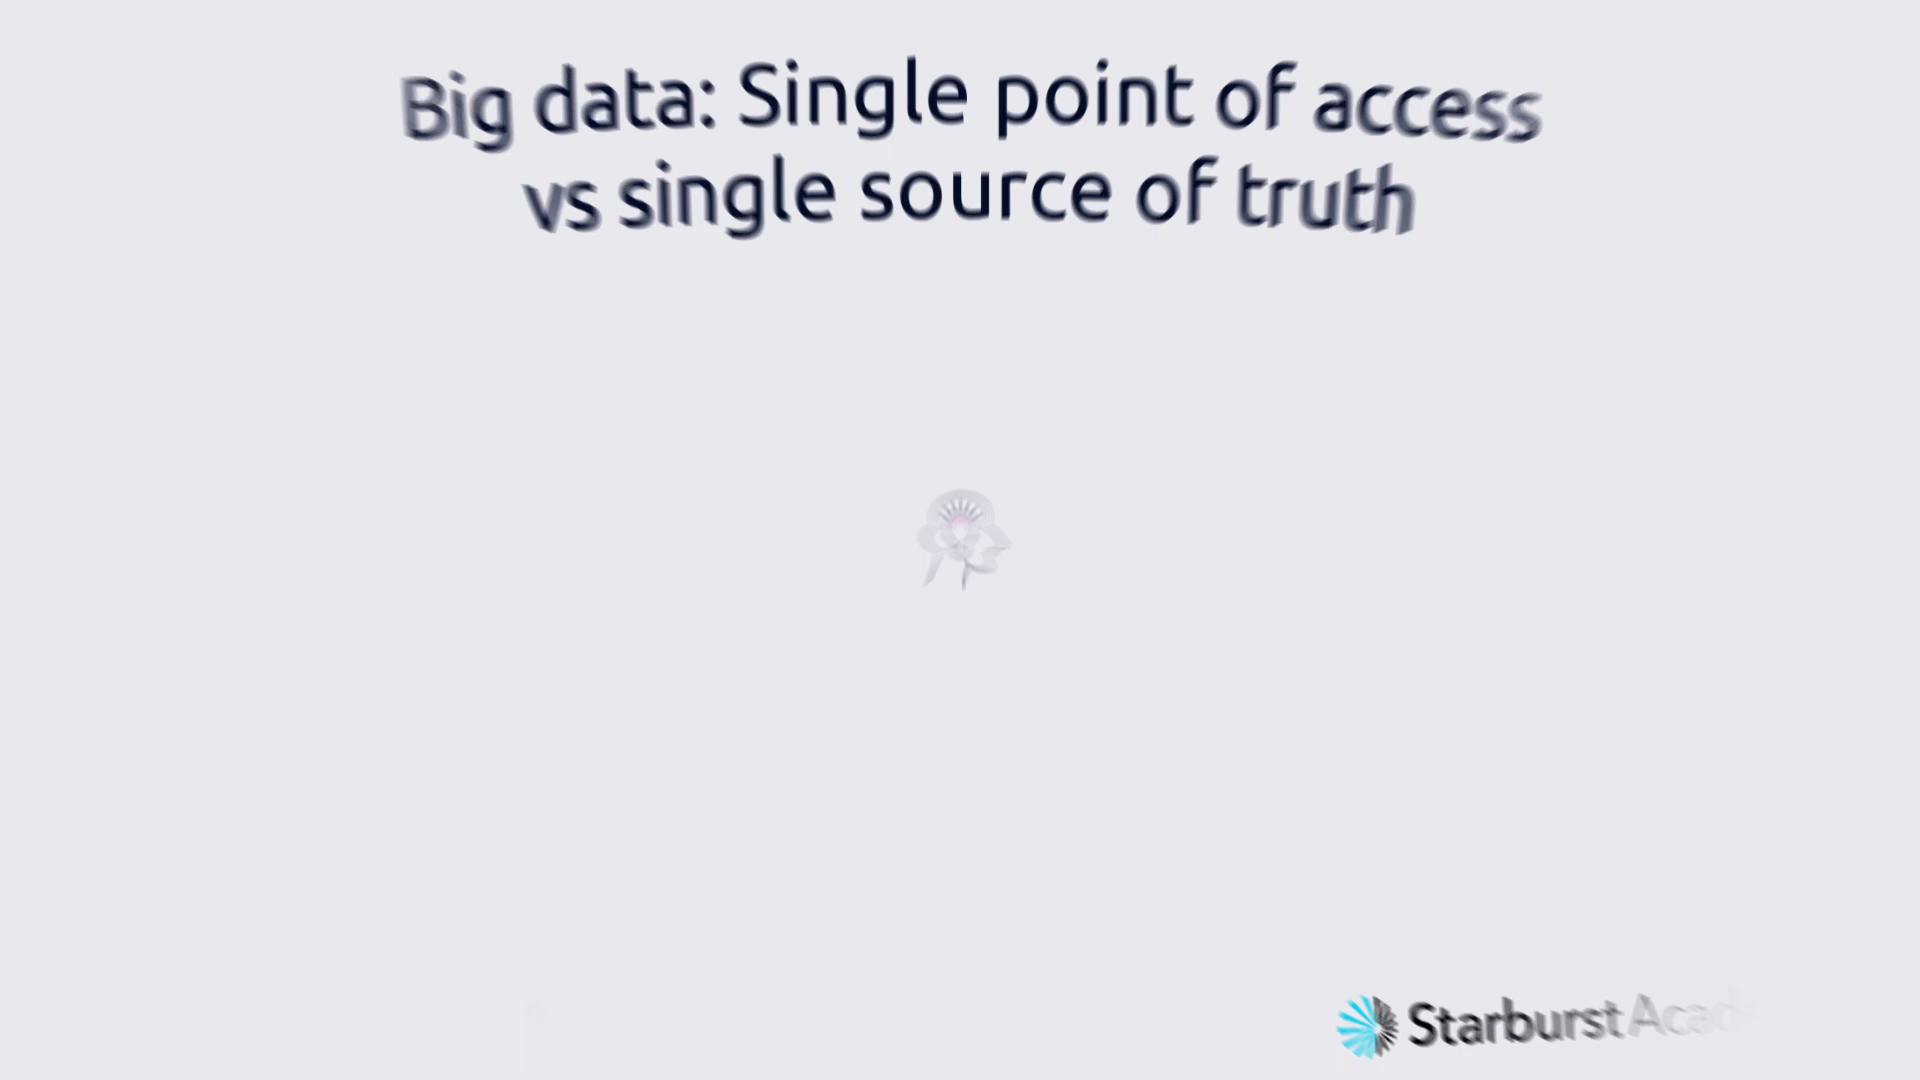 Big data: Single point of access
vs single source of truth
Starburst